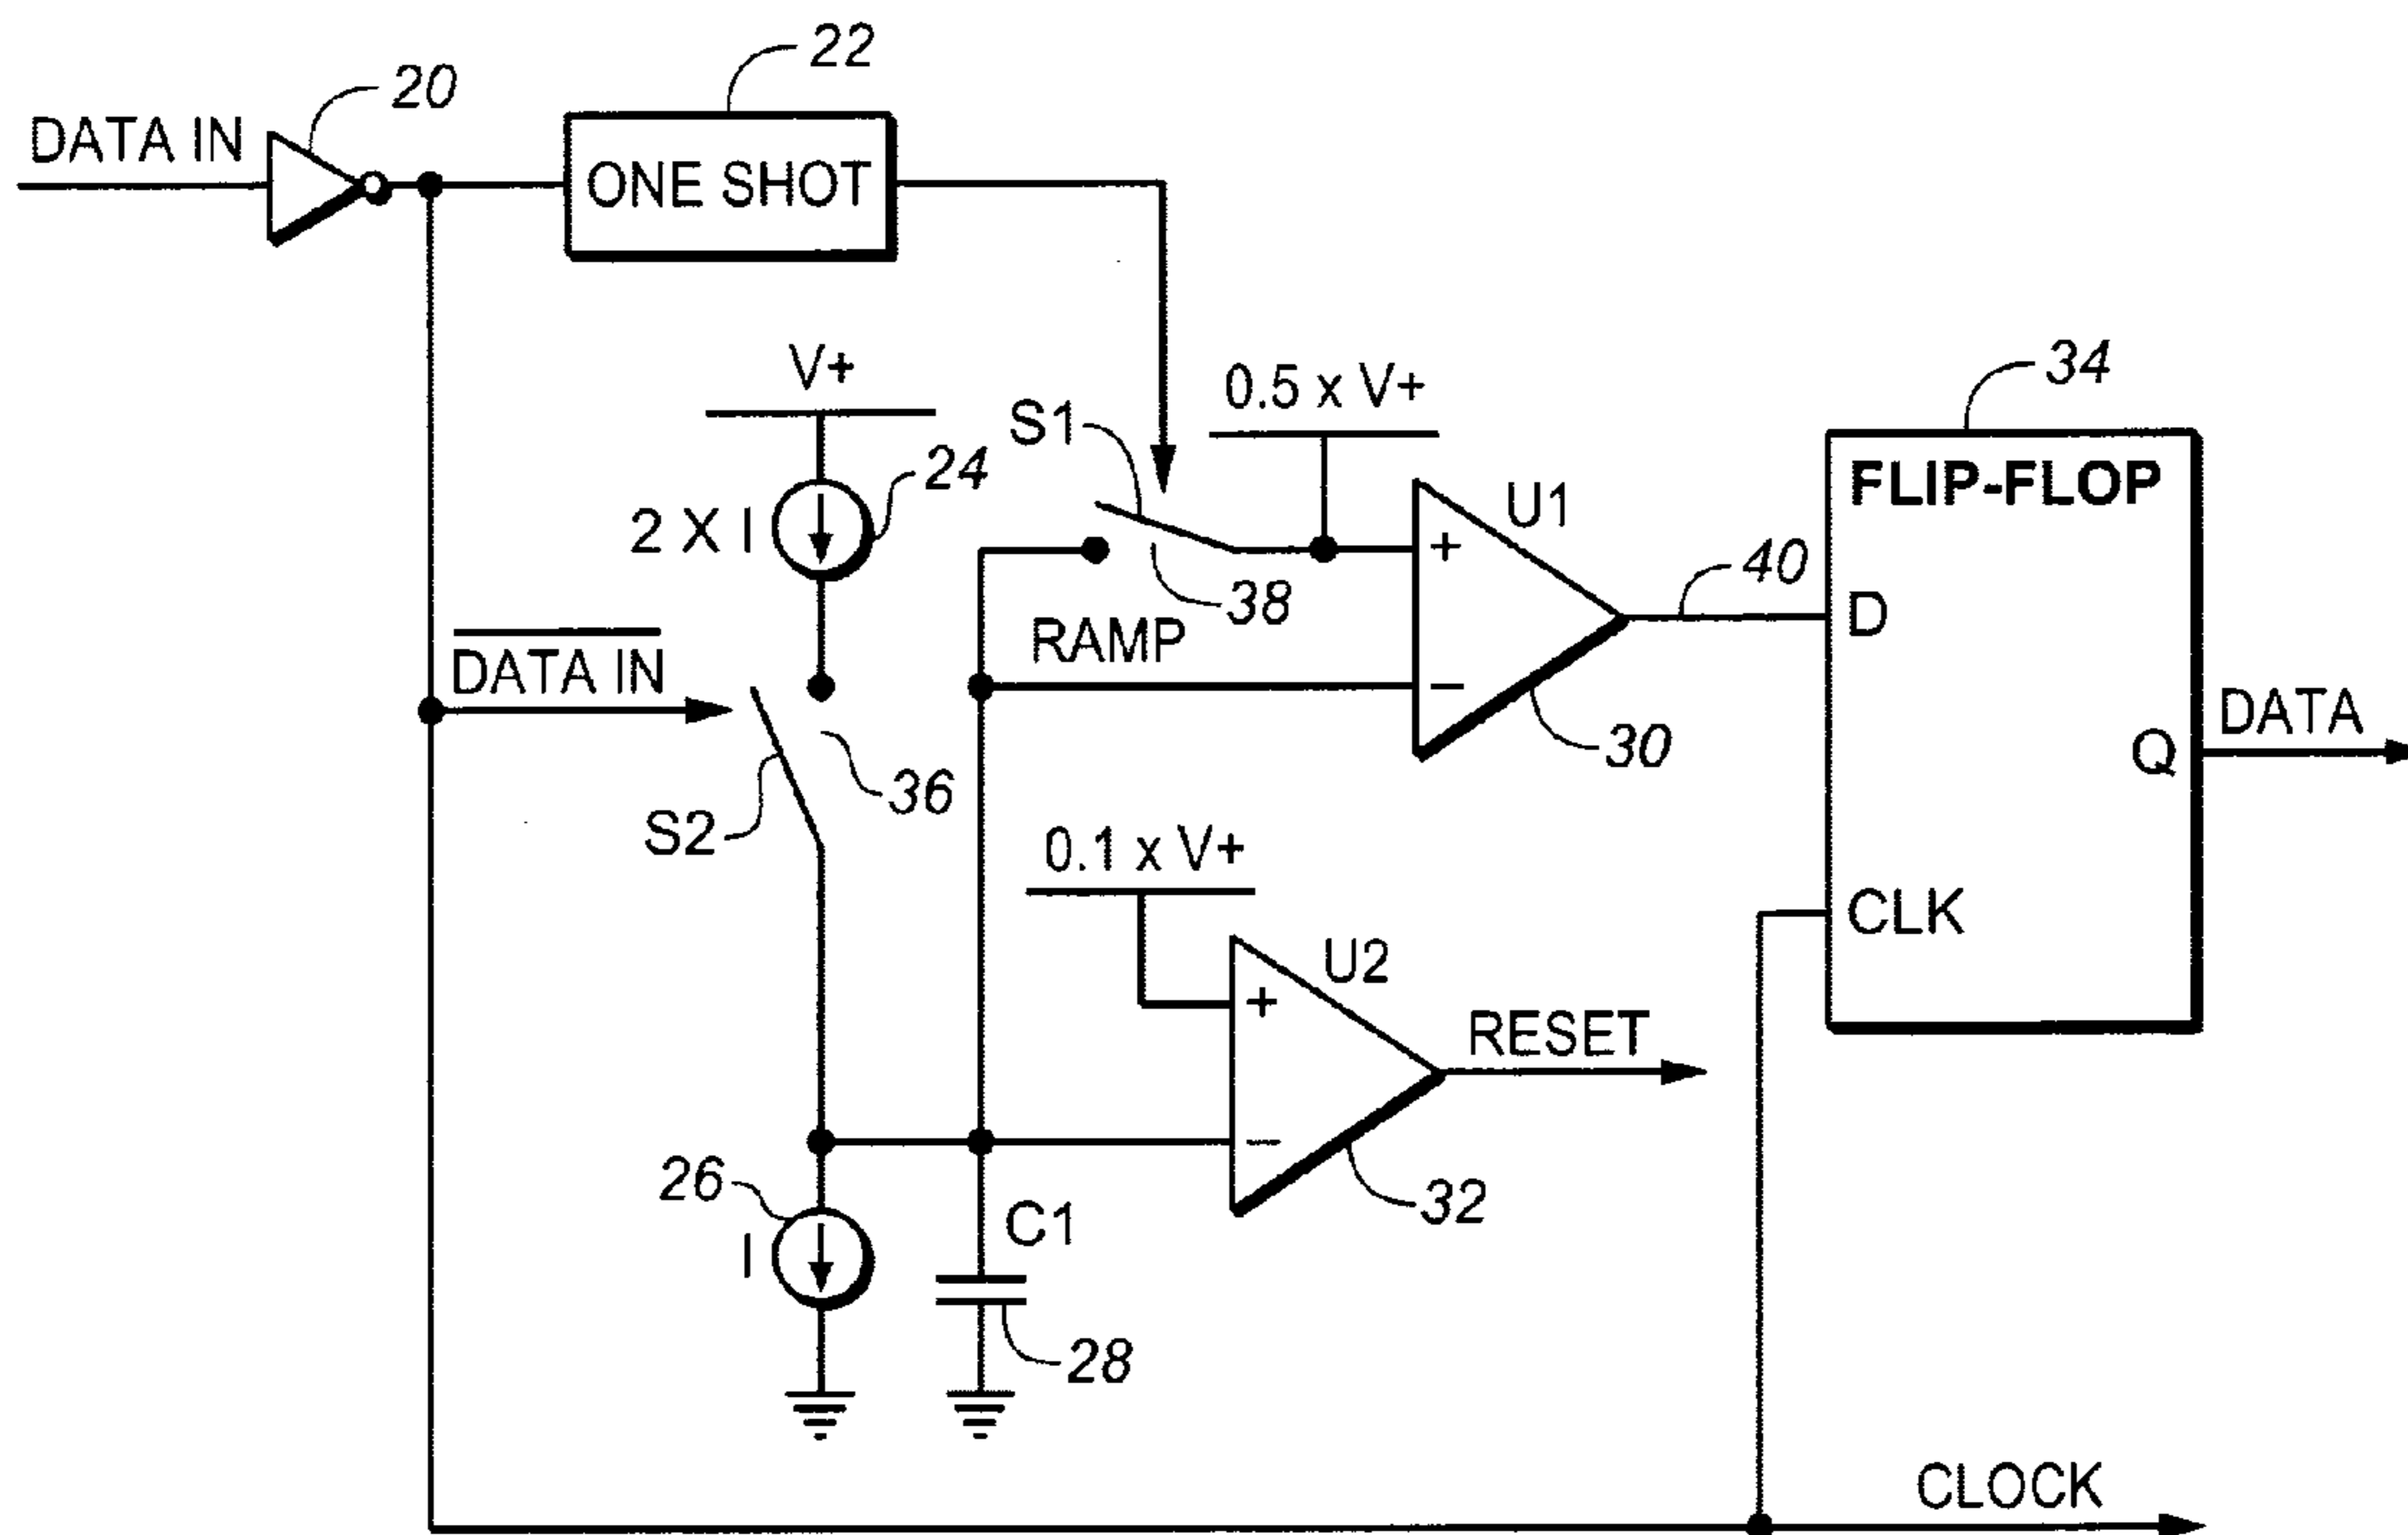 22
20
DATA IN
ONE SHOT
34
V+
0.5 x V+
S1
24
FLIP-FLOP
2 X I
U1
+
40
38
D
RAMP
DATA IN
−
30
DATA
36
Q
S2
0.1 x V+
CLK
U2
+
RESET
−
26
32
C1
I
28
CLOCK